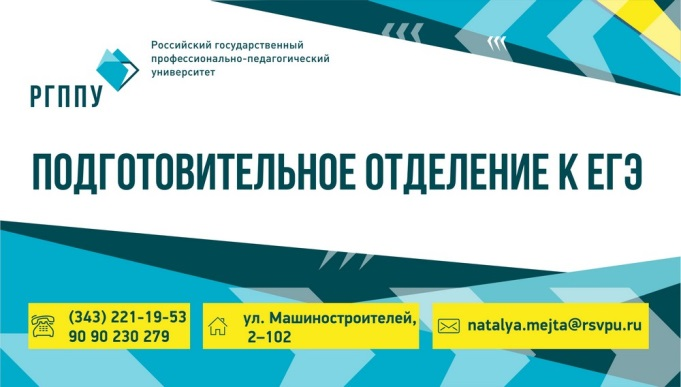 РГППУ
Российский государственный
профессионально-педагогический
университет
ПОДГОТОВИТЕЛЬНОЕ ОТДЕЛЕНИЕ К ЕГЭ
(343) 221-19-53
90 90 230 279
ул. Машиностроителей,
2–102
natalya.mejta@rsvpu.ru